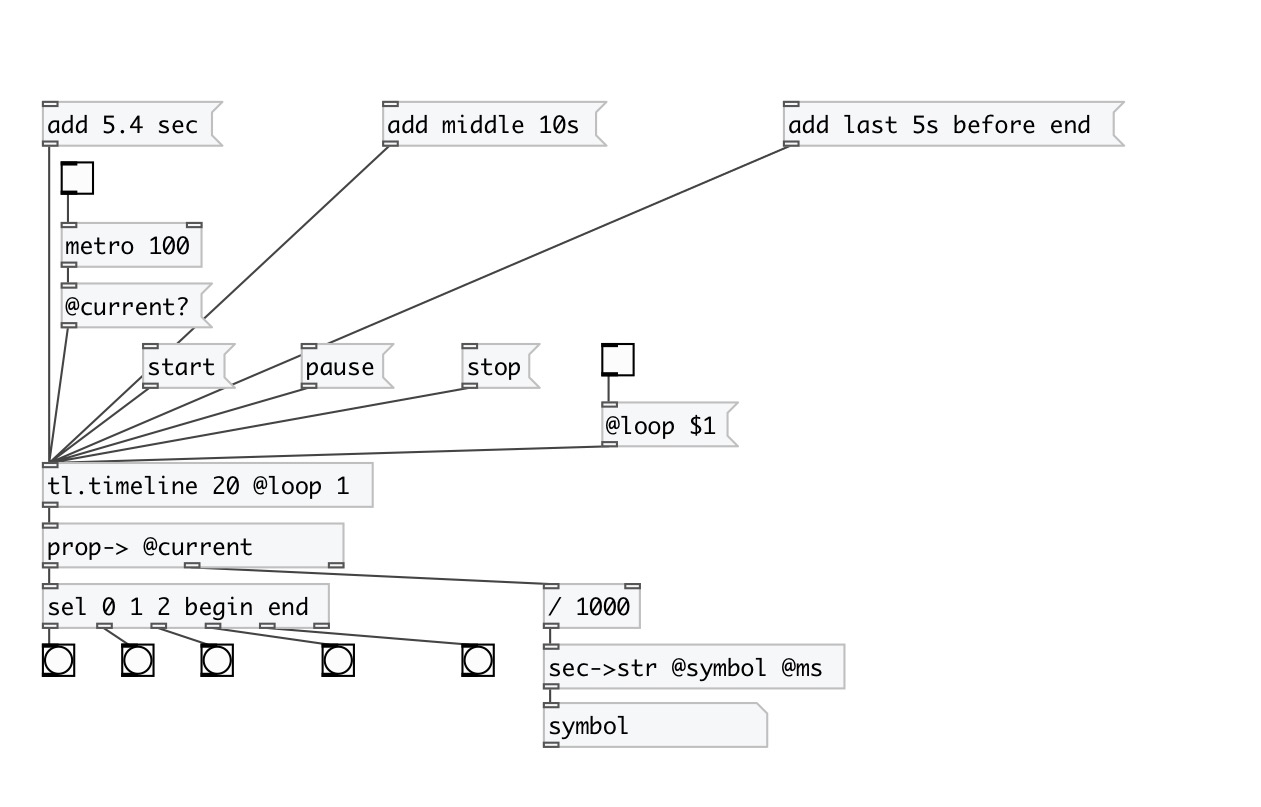 add 5.4 sec
add middle 10s
add last 5s before end
metro 100
@current?
start
pause
stop
@loop $1
tl.timeline 20 @loop 1
prop-> @current
sel 0 1 2 begin end
/ 1000
sec->str @symbol @ms
symbol